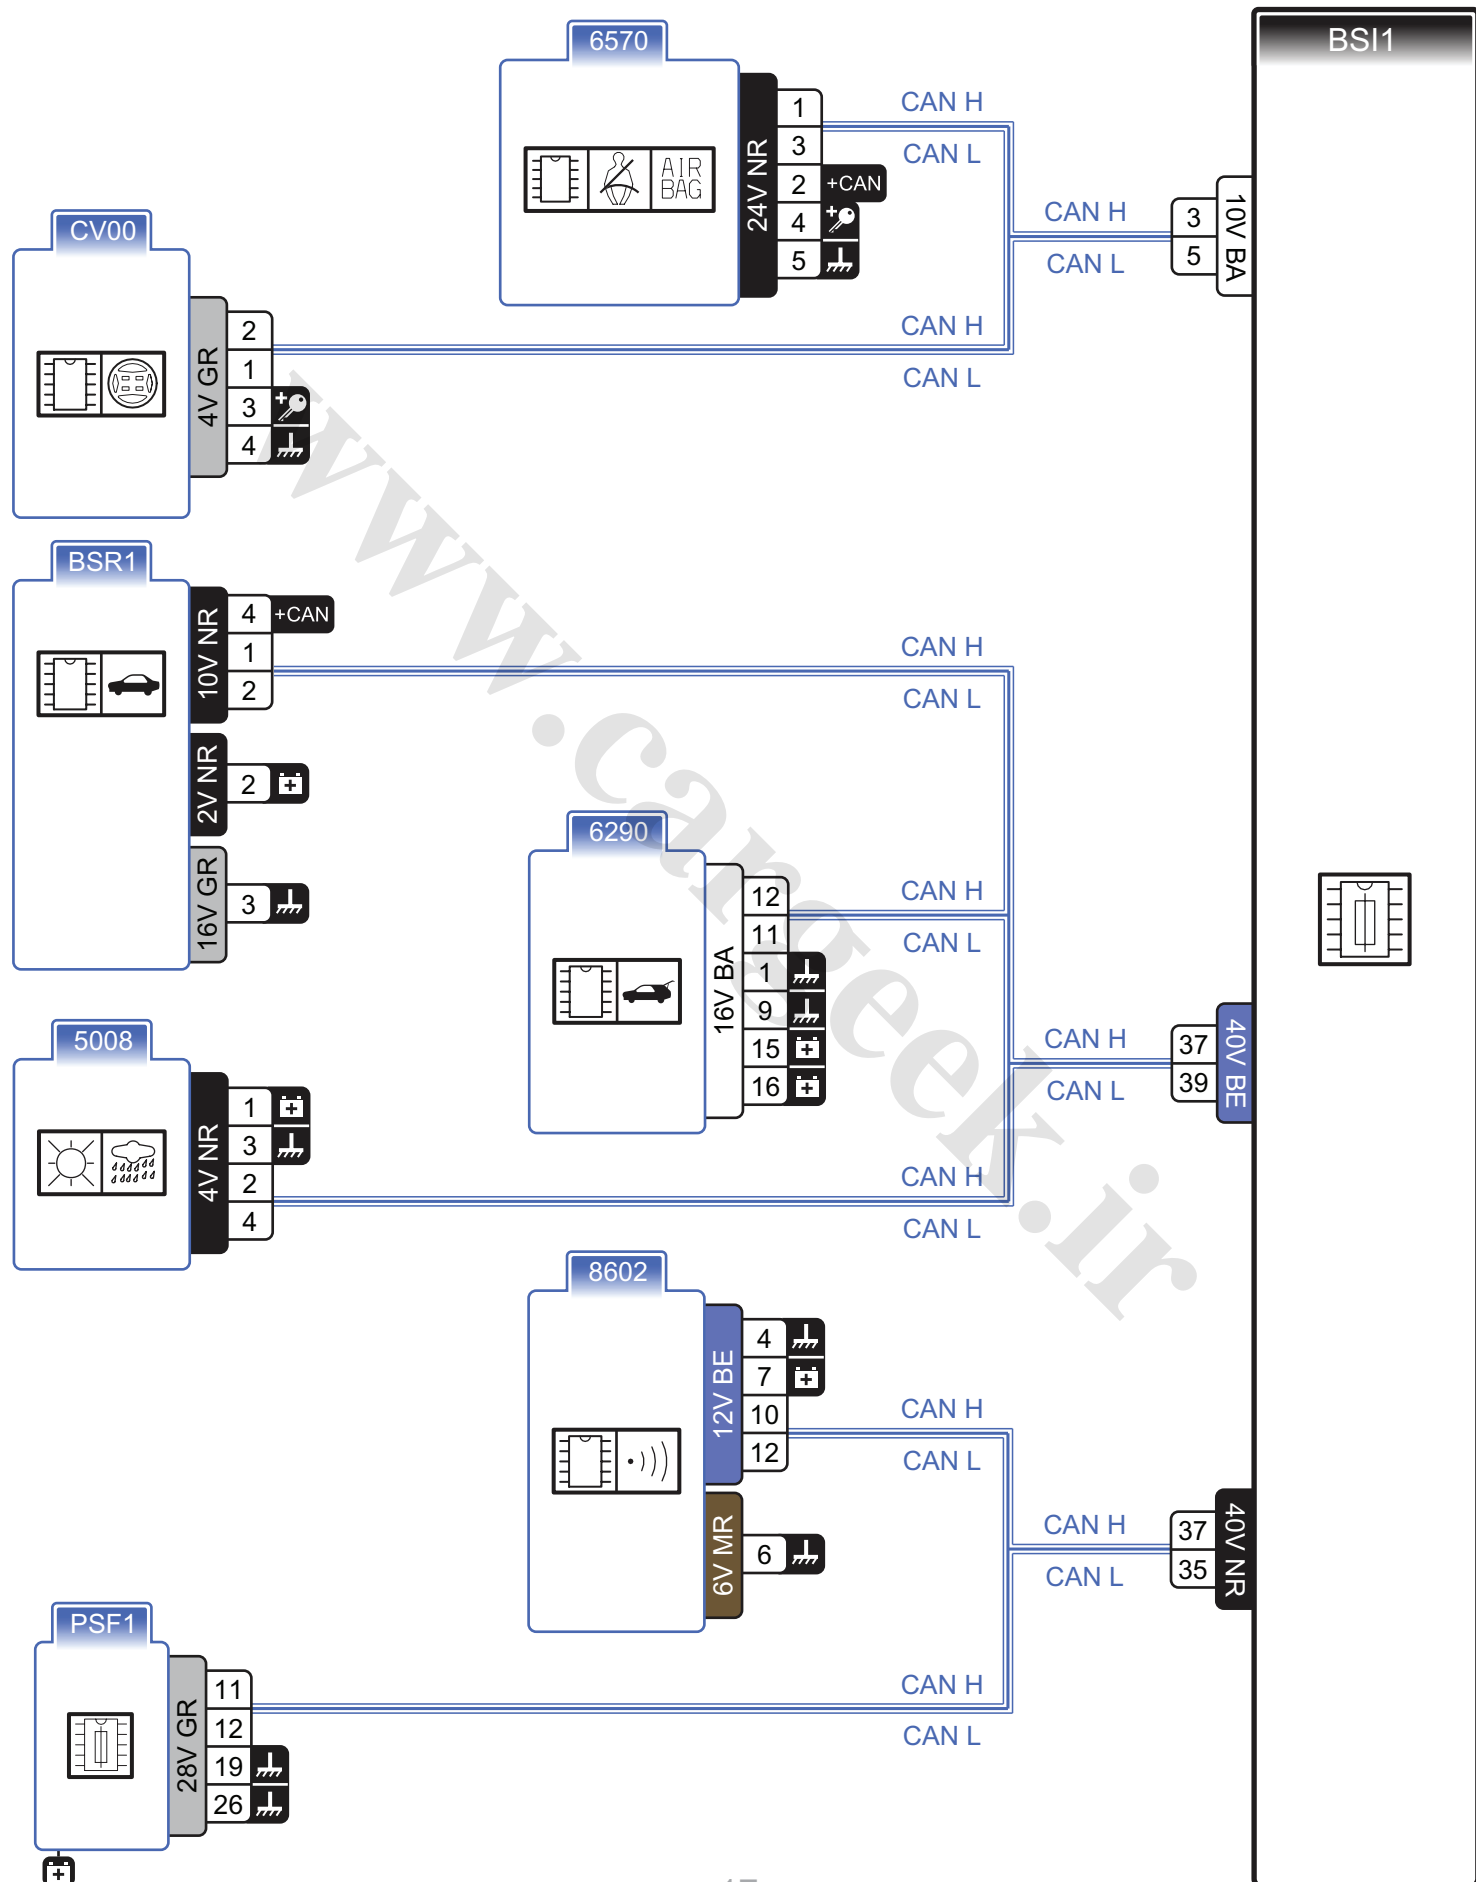 6570
BSI1
24V NR
1
3
2 +CAN
4
5
AIR
BAG
CAN H
CAN L
CAN H
CAN L
3
5
10V BA
CV00
4V GR
2
1
3
4
CAN H
CAN L
BSR1
10V NR
4 +CAN
1
2
2V NR
2
16V GR
3
CAN H
CAN L
6290
16V BA
12
11
1
9
15
16
CAN H
CAN L
CAN H
CAN L
37
39
40V BE
5008
4V NR
1
3
2
4
CAN H
CAN L
8602
12V BE
4
7
10
12
6V MR
6
CAN H
CAN L
CAN H
CAN L
37
35
40V NR
PSF1
28V GR
11
12
19
26
CAN H
CAN L
www.cargeek.ir